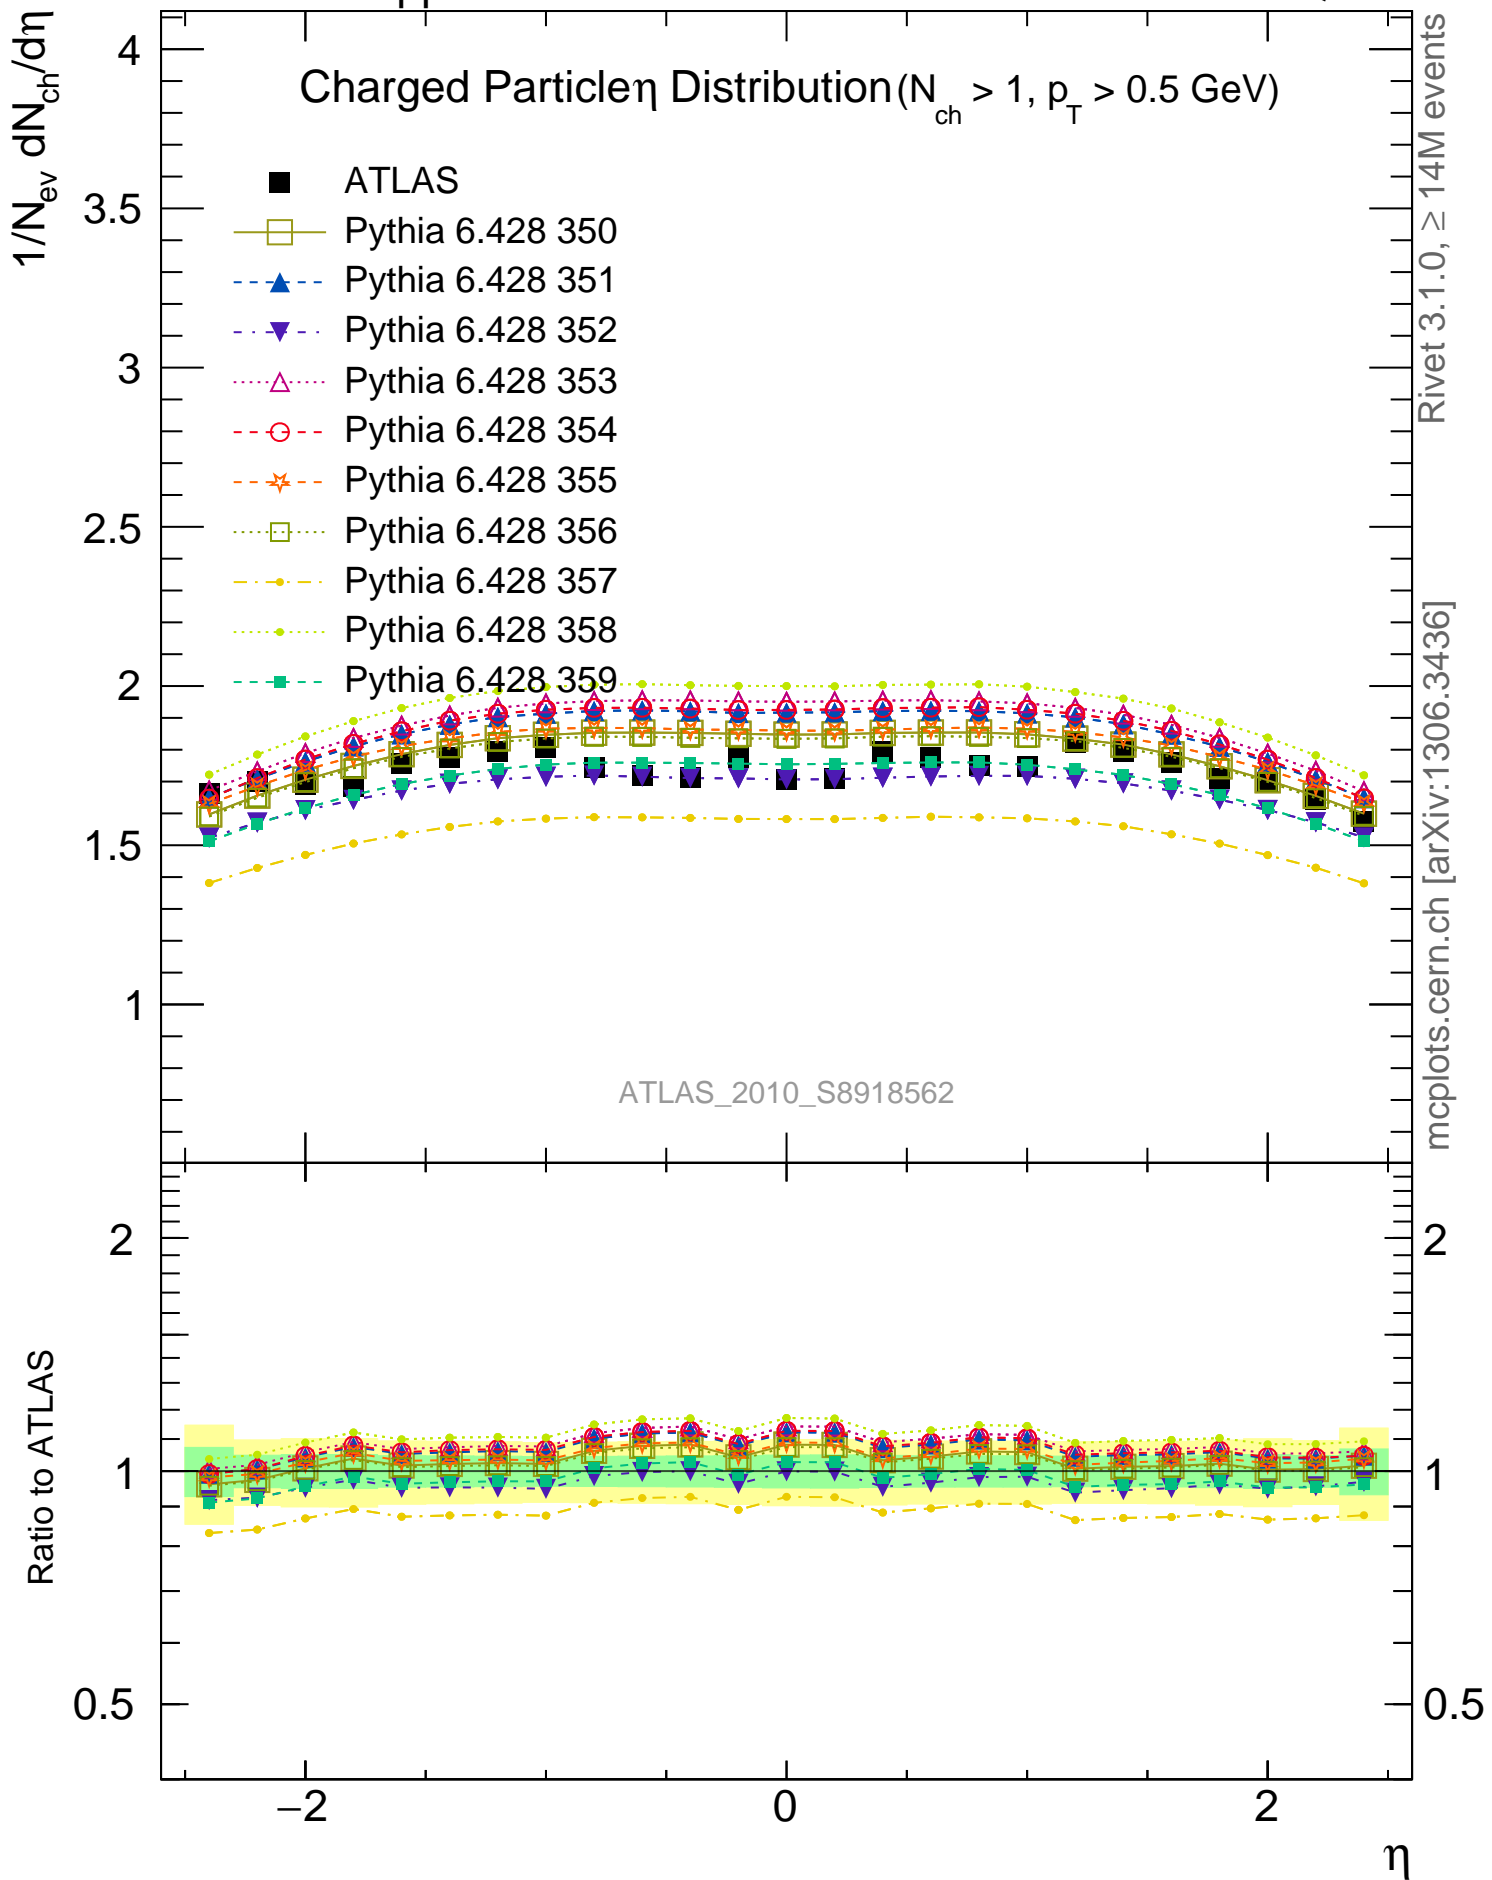 pp
1/N_ev dN_ch/dη
Charged Particleη Distribution(N_ch > 1, p_T > 0.5 GeV)
ATLAS
Pythia 6.428 350
Pythia 6.428 351
Pythia 6.428 352
Pythia 6.428 353
Pythia 6.428 354
Pythia 6.428 355
Pythia 6.428 356
Pythia 6.428 357
Pythia 6.428 358
Pythia 6.428 359
4
3.5
3
2.5
2
1.5
1
ATLAS_2010_S8918562
Rivet 3.1.0, ≥ 14M events
mcplots.cern.ch [arXiv:1306.3436]
Ratio to ATLAS
2
1
0.5
2
1
0.5
−2
0
2
η